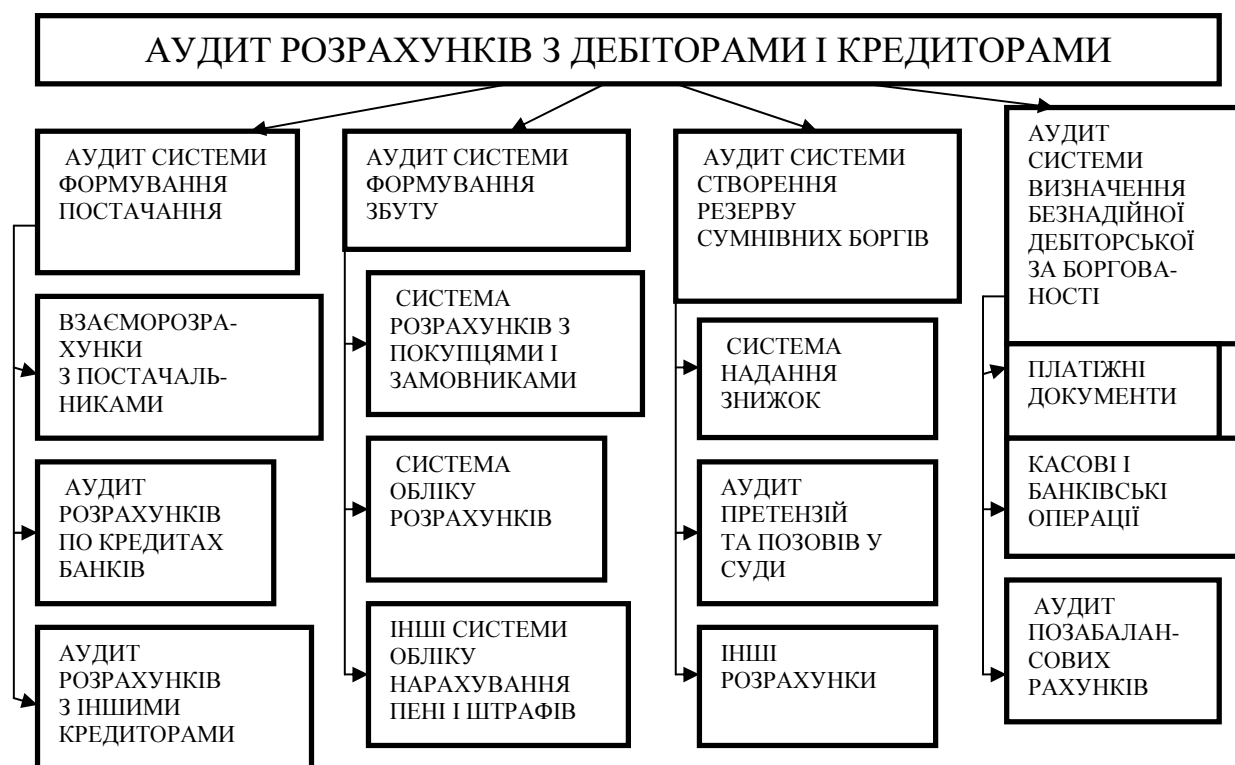 АУДИТ РОЗРАХУНКІВ З ДЕБІТОРАМИ І КРЕДИТОРАМИ
АУДИТ СИСТЕМИ
ФОРМУВАННЯ
ПОСТАЧАННЯ
ВЗАЄМОРОЗРА-
ХУНКИ
З ПОСТАЧАЛЬ-
НИКАМИ
АУДИТ
РОЗРАХУНКІВ
ПО КРЕДИТАХ
БАНКІВ
АУДИТ
РОЗРАХУНКІВ
З ІНШИМИ
КРЕДИТОРАМИ
АУДИТ СИСТЕМИ
ФОРМУВАННЯ
ЗБУТУ
СИСТЕМА
РОЗРАХУНКІВ З
ПОКУПЦЯМИ І
ЗАМОВНИКАМИ
СИСТЕМА
ОБЛІКУ
РОЗРАХУНКІВ
ІНШІ СИСТЕМИ
ОБЛІКУ
НАРАХУВАННЯ
ПЕНІ І ШТРАФІВ
АУДИТ СИСТЕМИ
СТВОРЕННЯ
РЕЗЕРВУ
СУМНІВНИХ БОРГІВ
СИСТЕМА
НАДАННЯ
ЗНИЖОК
АУДИТ
ПРЕТЕНЗІЙ
ТА ПОЗОВІВ У
СУДИ
ІНШІ
РОЗРАХУНКИ
АУДИТ
СИСТЕМИ
ВИЗНАЧЕННЯ
БЕЗНАДІЙНОЇ
ДЕБІТОРСЬКОЇ
ЗА БОРГОВА-
НОСТІ
ПЛАТІЖНІ
ДОКУМЕНТИ
КАСОВІ І
БАНКІВСЬКІ
ОПЕРАЦІЇ
АУДИТ
ПОЗАБАЛАН-
СОВИХ
РАХУНКІВ